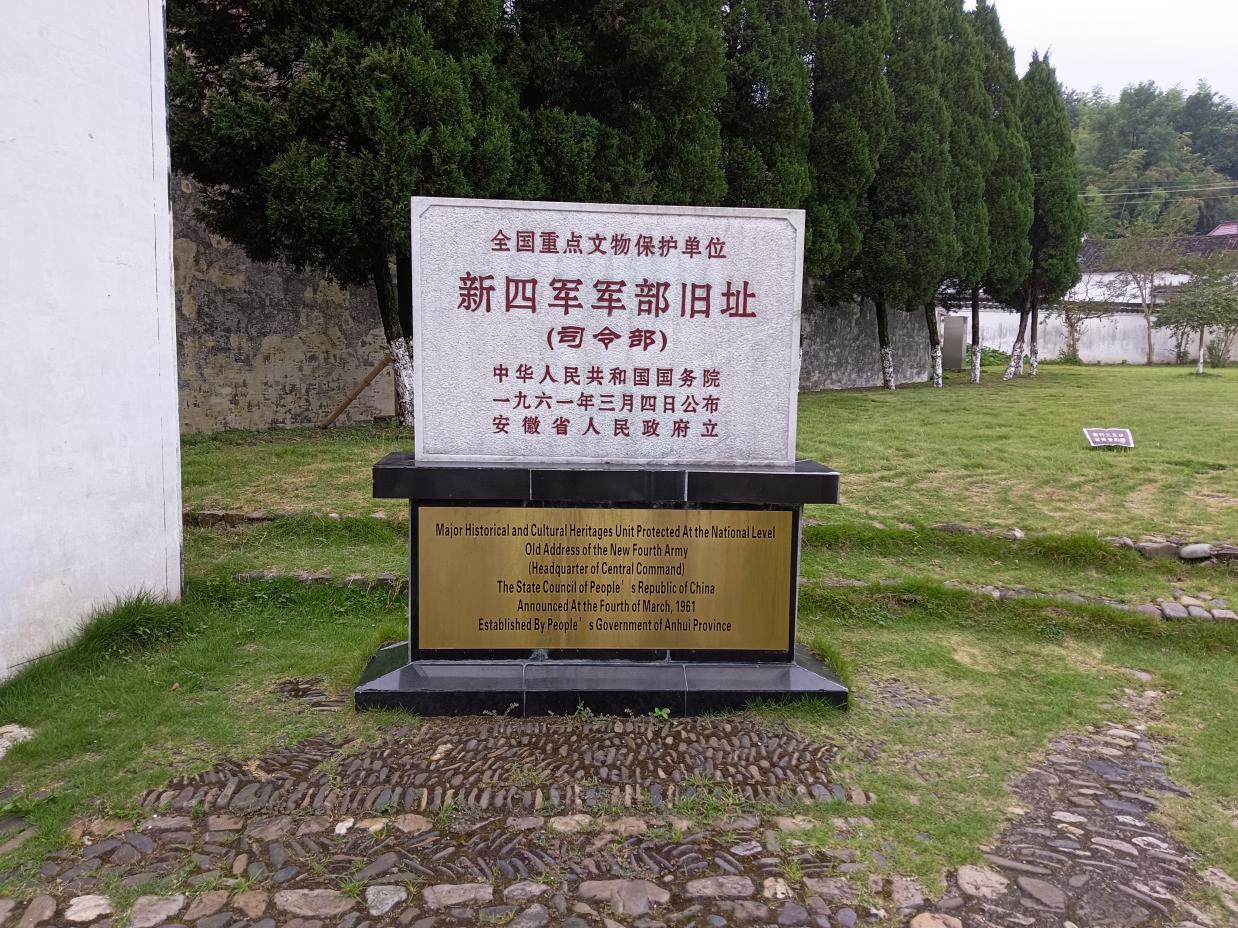 全国重点文物保护单位
新四军军部旧址
(司令部)
中华人民共和国国务院
一九六一年三月四日公布
安徽省人民政府立
Major Historical and Cultural Heritages Unit Protected At the National Level
Old Address of the New Fourth Army
(Headquarter of Central Command)
The State Council of People's Republic of China
Announced At the Fourth of March, 1961
Established By People's Government of Anhui Province